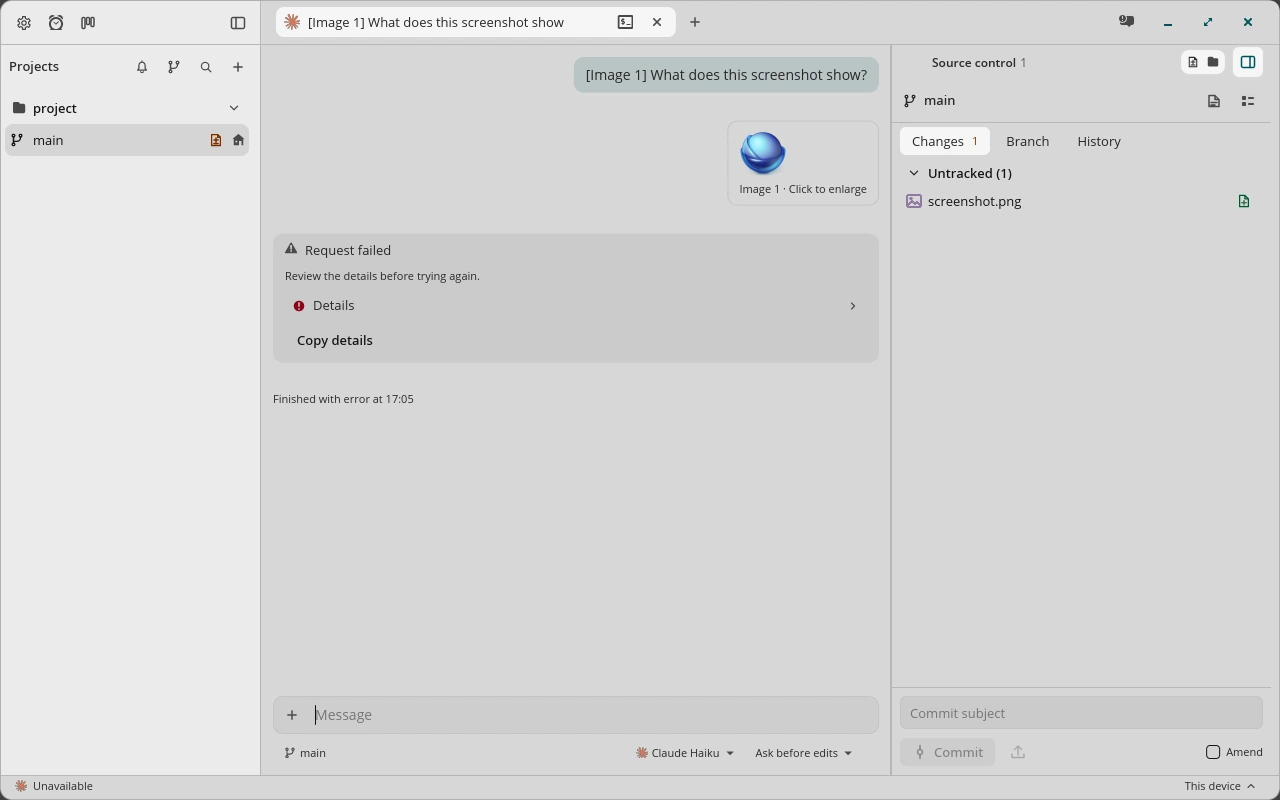 [Image 1] What does this screenshot show
Projects
project
main
[Image 1] What does this screenshot show?
Image 1 · Click to enlarge
Request failed
Review the details before trying again.
Details
Copy details
Finished with error at 17:05
Message
main
Claude Haiku
Ask before edits
Source control 1
main
Changes 1
Branch
History
Untracked (1)
screenshot.png
Commit subject
Commit
Amend
Unavailable
This device